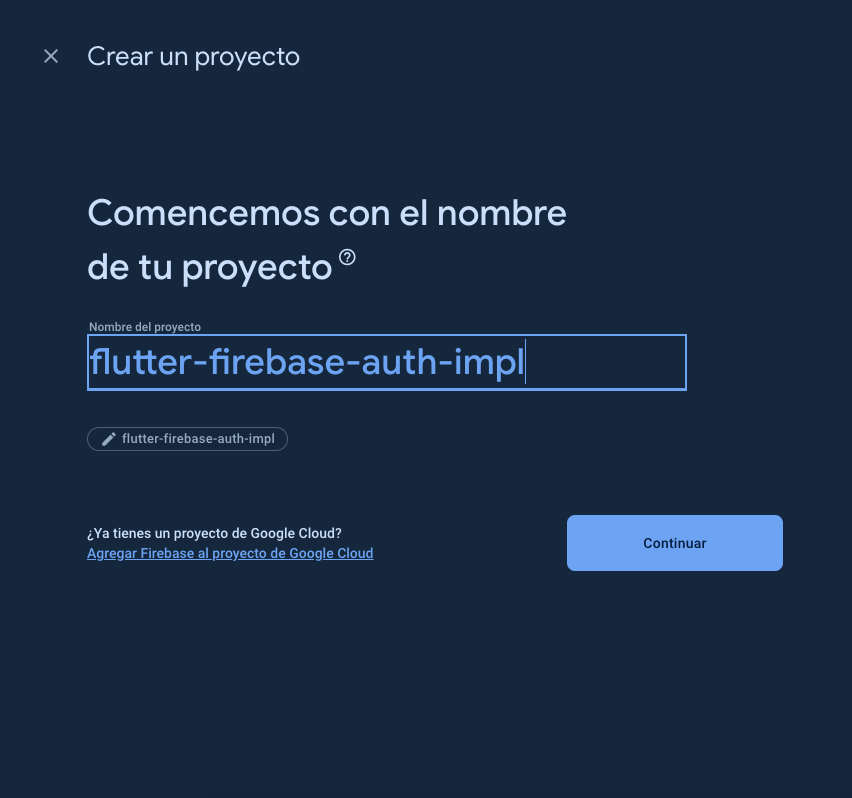 Crear un proyecto
Comencemos con el nombre
de tu proyecto
Nombre del proyecto
flutter-firebase-auth-impl
flutter-firebase-auth-impl
¿Ya tienes un proyecto de Google Cloud?
Agregar Firebase al proyecto de Google Cloud
Continuar